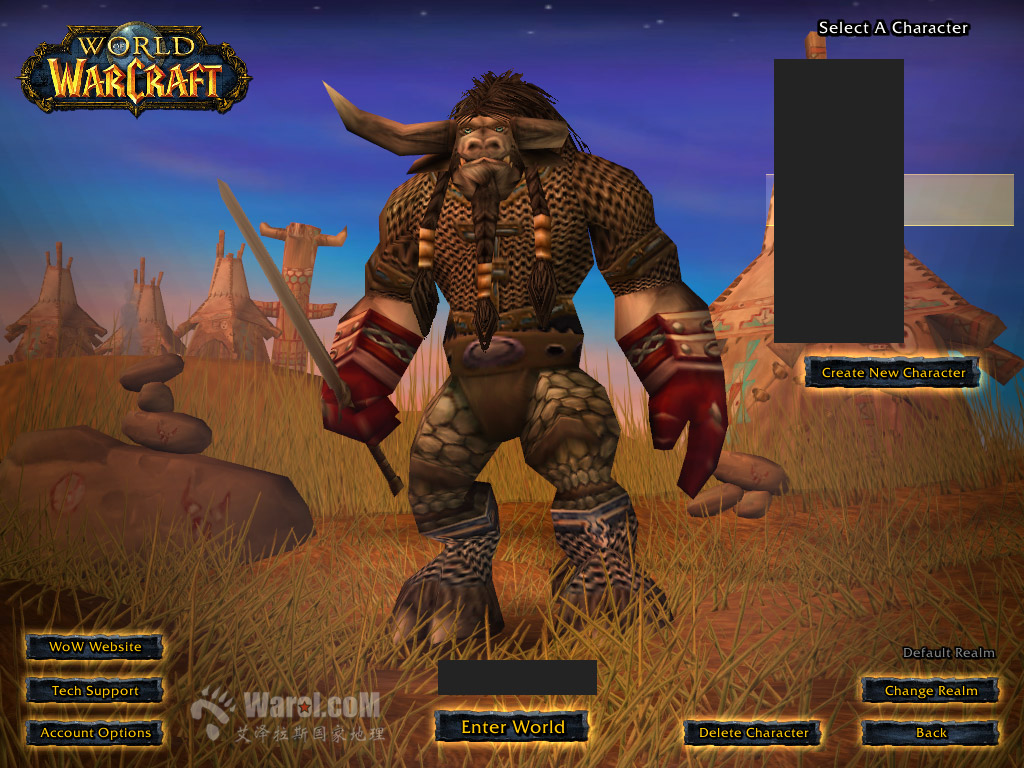 WORLD
OF
WARCRAFT
Select A Character
Create New Character
WoW Website
Tech Support
Account Options
Warol.coM
艾泽拉斯国家地理
Enter World
Default Realm
Change Realm
Delete Character
Back